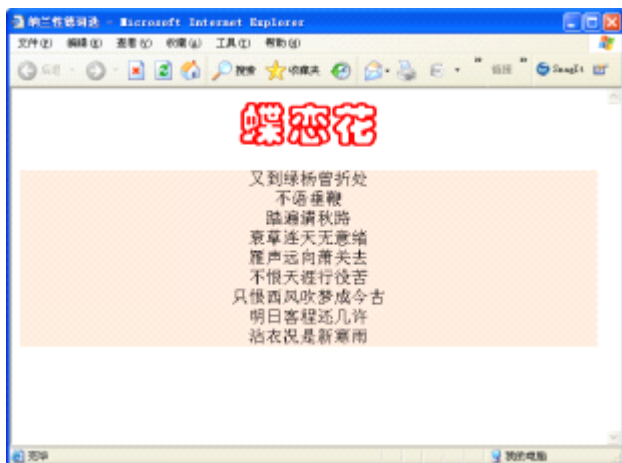 纳兰性德词选 - Microsoft Internet Explorer
文件(F) 编辑(E) 查看(V) 收藏(A) 工具(T) 帮助(H)
后退 搜索 收藏夹 链接 SnagIt
蝶恋花
又到绿杨曾折处
不语垂鞭
踏遍清秋路
衰草连天无意绪
雁声远向萧关去
不恨天涯行役苦
只恨西风吹梦成今古
明日客程还几许
沾衣况是新寒雨
完毕 我的电脑